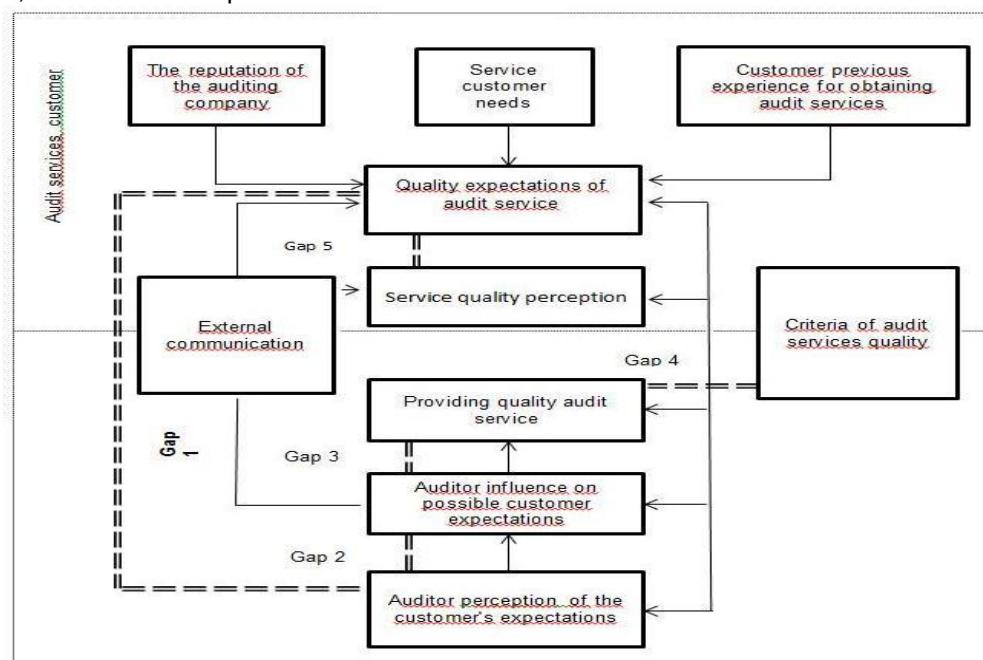 The reputation of
the auditing
company
Service
customer
needs
Customer previous
experience for obtaining
audit services
Audit services customer
Quality expectations of
audit service
Gap 5
Service quality perception
External
communication
Criteria of audit
services quality
Gap 4
Providing quality audit
service
Gap
1
Gap 3
Auditor influence on
possible customer
expectations
Gap 2
Auditor perception of the
customer's expectations